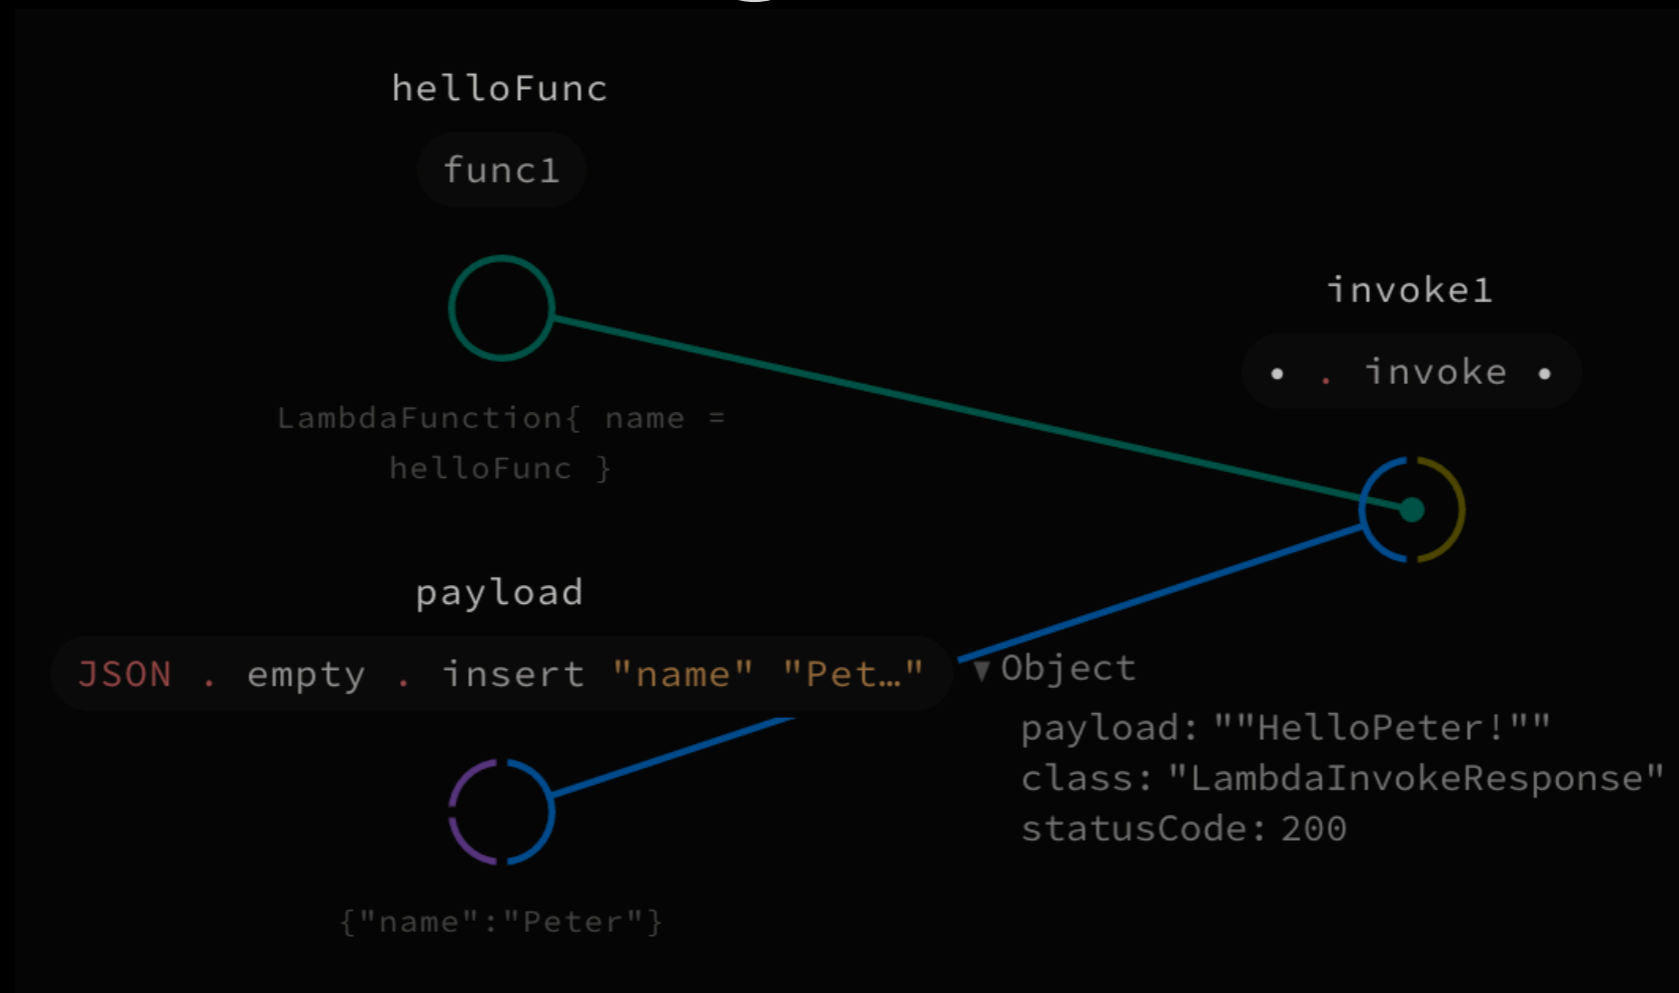 helloFunc
func1
LambdaFunction{ name =
helloFunc }
invoke1
• . invoke •
payload
JSON . empty . insert "name" "Pet…"
{"name":"Peter"}
▼ Object
payload: ""HelloPeter!""
class: "LambdaInvokeResponse"
statusCode: 200